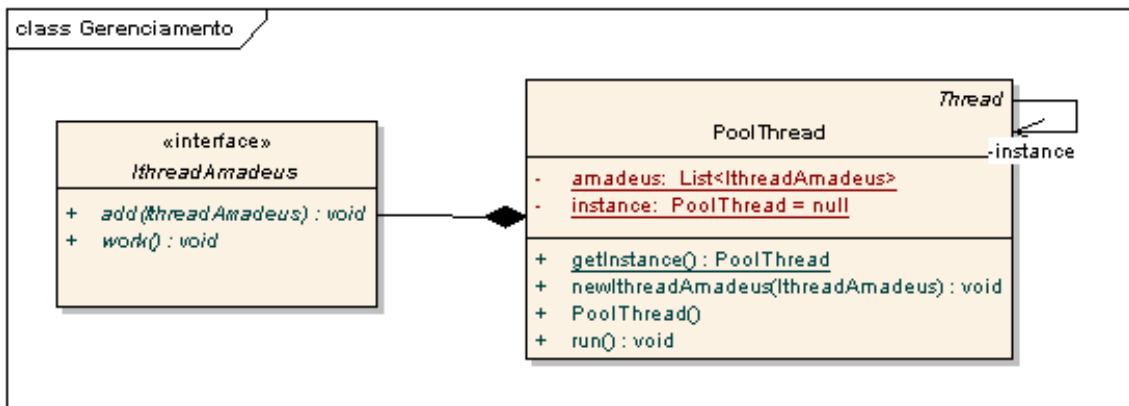 class Gerenciamento
«interface»
IthreadAmadeus
+ add(IthreadAmadeus) : void
+ work() : void
Thread
PoolThread
-instance
- amadeus: List<IthreadAmadeus>
- instance: PoolThread = null
+ getInstance() : PoolThread
+ newIthreadAmadeus(IthreadAmadeus) : void
+ PoolThread()
+ run() : void